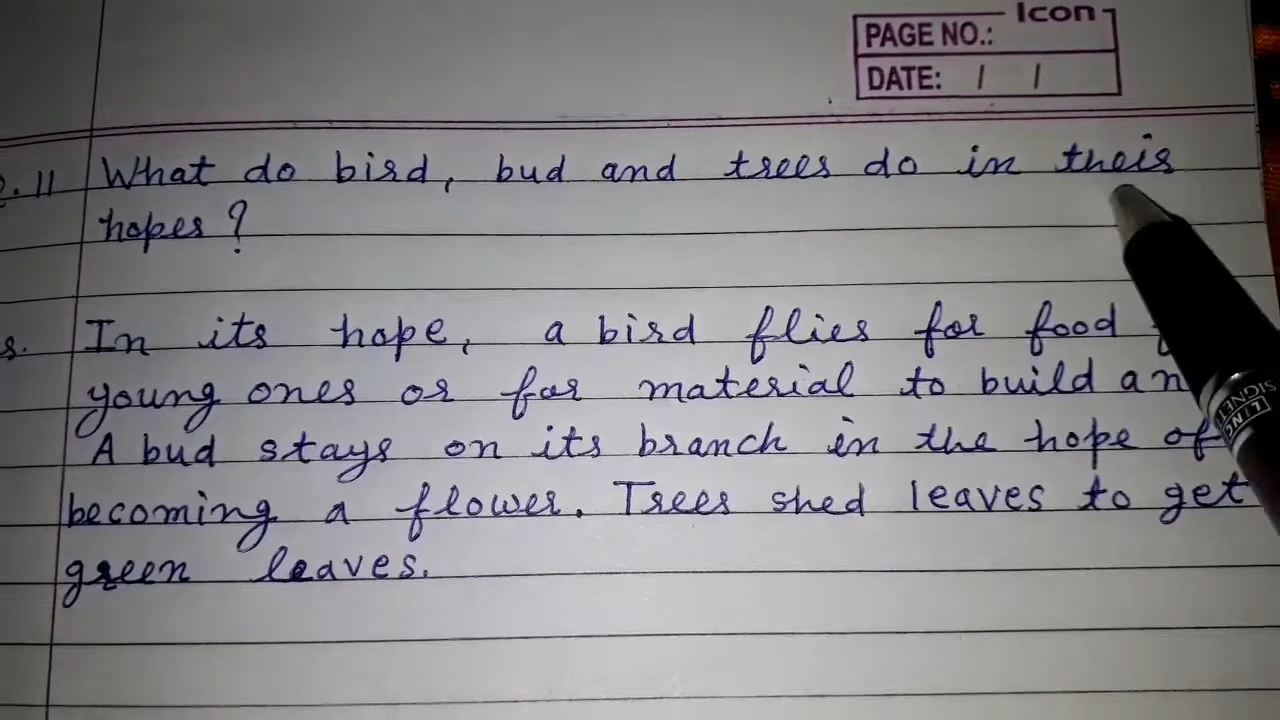 Icon
PAGE NO.:
DATE: / /
.11 What do bird, bud and trees do in their
hopes?
s. In its hope, a bird flies for food
young ones or for material to build a
A bud stays on its branch in the hope of
becoming a flower. Trees shed leaves to get
green leaves.